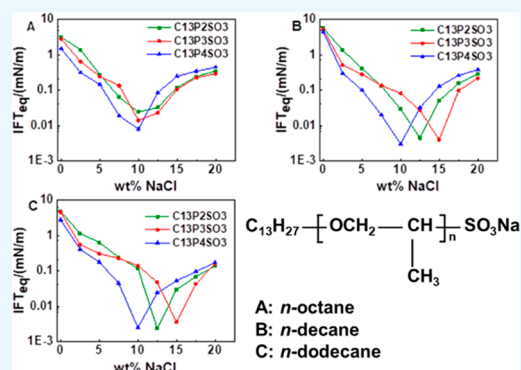 A
C13P2SO3
C13P3SO3
C13P4SO3
IFTeq/(mN/m)
10
1
0.1
0.01
1E-3
0 5 10 15 20
wt% NaCl
B
C13P2SO3
C13P3SO3
C13P4SO3
IFTeq/(mN/m)
10
1
0.1
0.01
1E-3
0 5 10 15 20
wt% NaCl
C
C13P2SO3
C13P3SO3
C13P4SO3
IFTeq/(mN/m)
10
1
0.1
0.01
1E-3
0 5 10 15 20
wt% NaCl
C13H27—[OCH2—CH—]n—SO3Na
CH3
A: n-octane
B: n-decane
C: n-dodecane